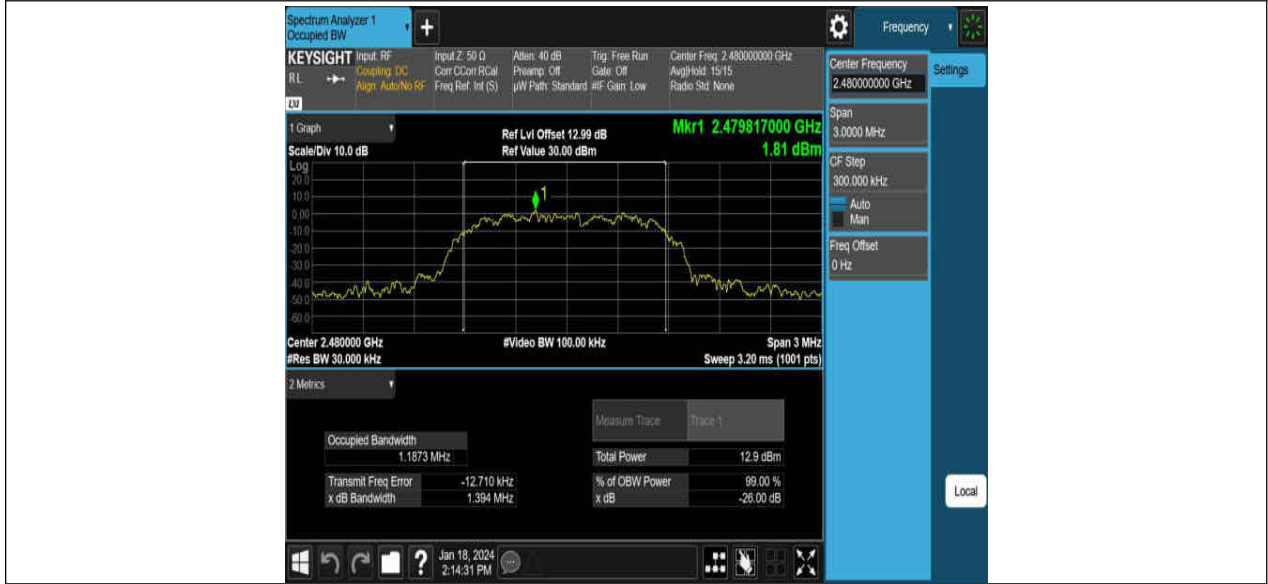 Spectrum Analyzer 1
Occupied BW
+
Frequency
KEYSIGHT
RL
LXI
Input: RF
Coupling: DC
Align: Auto/No RF
Input Z: 50 Ω
Corr CCorr RCal
Freq Ref: Int (S)
Atten: 40 dB
Preamp: Off
µW Path: Standard
Trig: Free Run
Gate: Off
#IF Gain: Low
Center Freq: 2.480000000 GHz
Avg|Hold: 15/15
Radio Std: None
Center Frequency
2.480000000 GHz
Settings
Span
3.0000 MHz
CF Step
300.000 kHz
Auto
Man
Freq Offset
0 Hz
1 Graph
Scale/Div 10.0 dB
Ref Lvl Offset 12.99 dB
Ref Value 30.00 dBm
Mkr1 2.479817000 GHz
1.81 dBm
Log
20.0
10.0
0.00
-10.0
-20.0
-30.0
-40.0
-50.0
-60.0
1
Center 2.480000 GHz
#Res BW 30.000 kHz
#Video BW 100.00 kHz
Span 3 MHz
Sweep 3.20 ms (1001 pts)
2 Metrics
Measure Trace
Trace 1
Occupied Bandwidth
1.1873 MHz
Total Power
12.9 dBm
Transmit Freq Error
-12.710 kHz
% of OBW Power
99.00 %
x dB Bandwidth
1.394 MHz
x dB
-26.00 dB
Local
?
Jan 18, 2024
2:14:31 PM